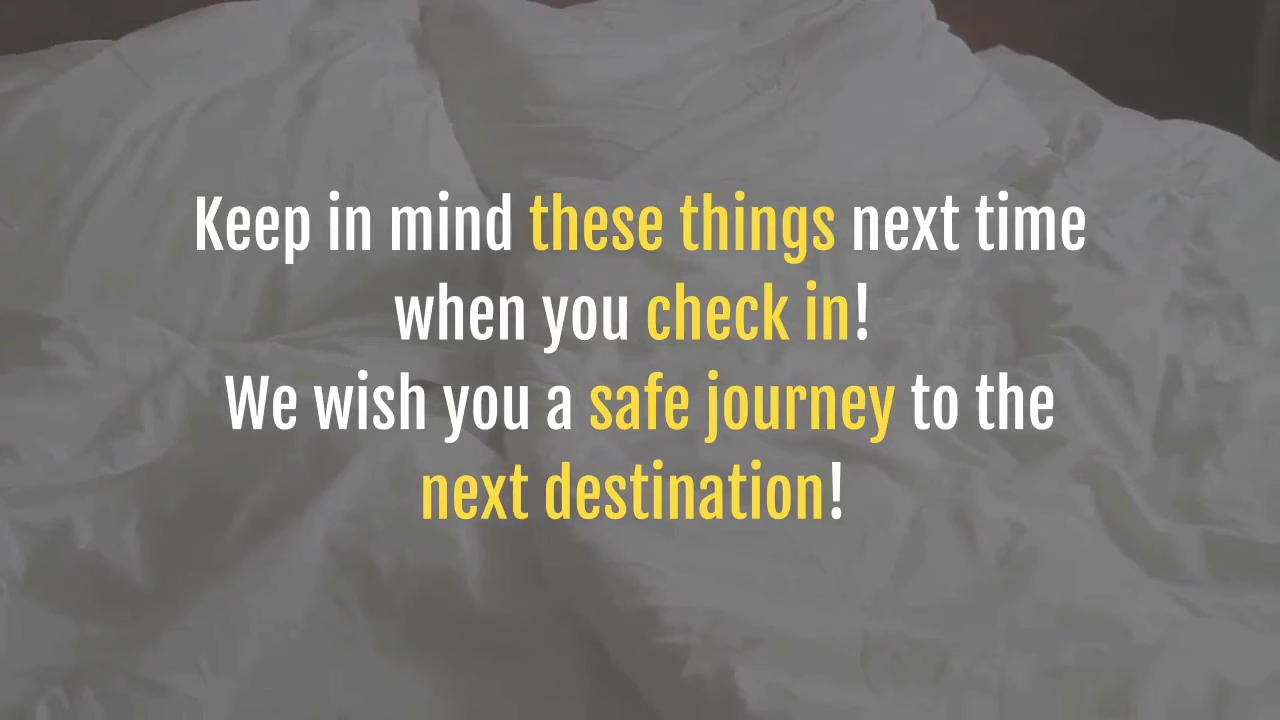 Keep in mind these things next time
when you check in!
We wish you a safe journey to the
next destination!